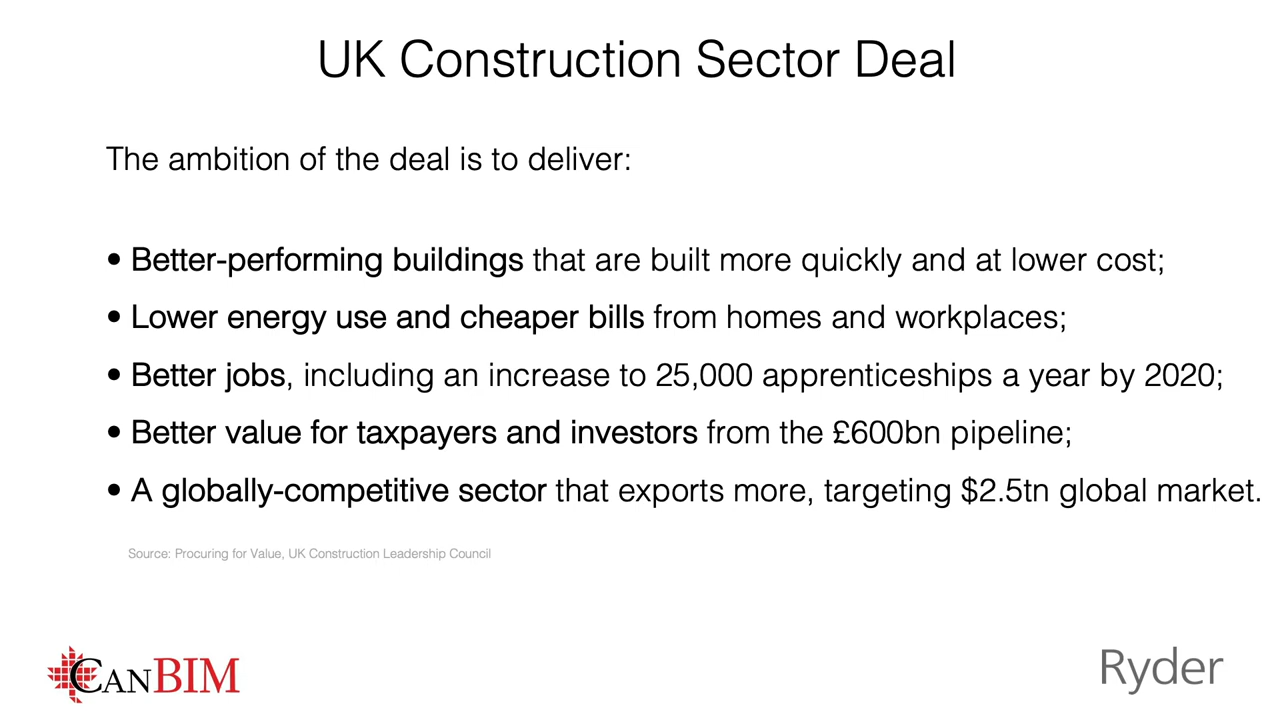 UK Construction Sector Deal
The ambition of the deal is to deliver:
• Better-performing buildings that are built more quickly and at lower cost;
• Lower energy use and cheaper bills from homes and workplaces;
• Better jobs, including an increase to 25,000 apprenticeships a year by 2020;
• Better value for taxpayers and investors from the £600bn pipeline;
• A globally-competitive sector that exports more, targeting $2.5tn global market.
Source: Procuring for Value, UK Construction Leadership Council
CANBIM
Ryder